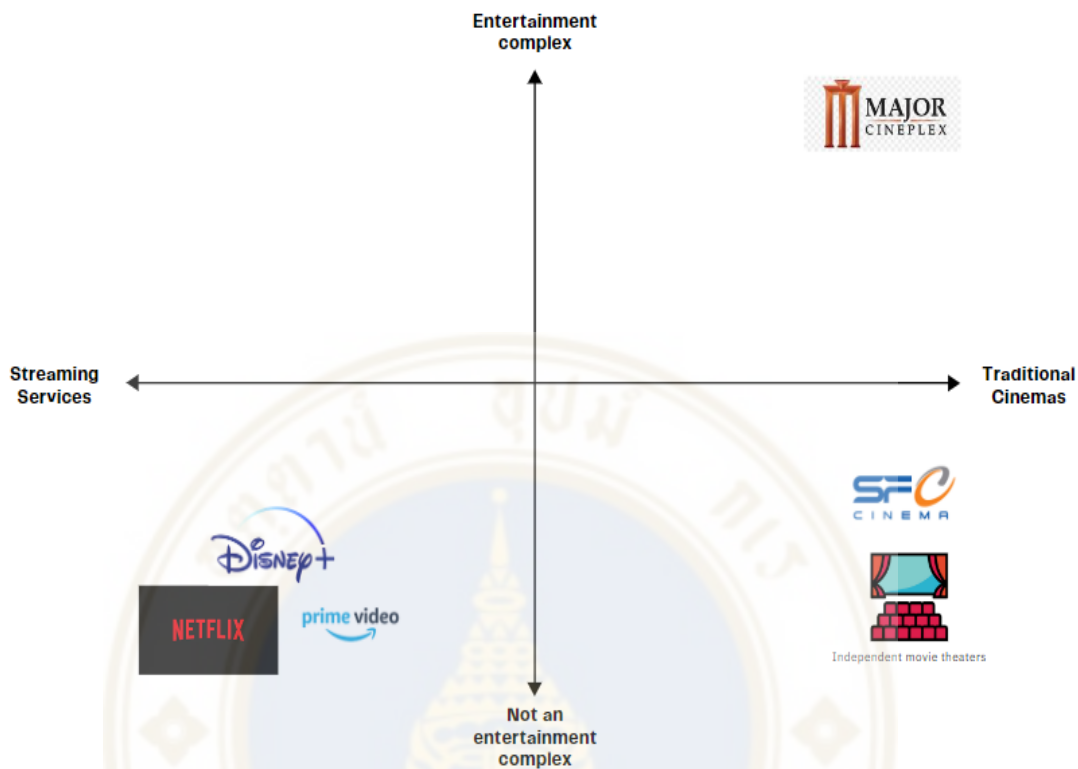 Entertainment
complex
MAJOR
CINEPLEX
Streaming
Services
Traditional
Cinemas
SFC
CINEMA
Disney+
NETFLIX
prime video
Independent movie theaters
Not an
entertainment
complex